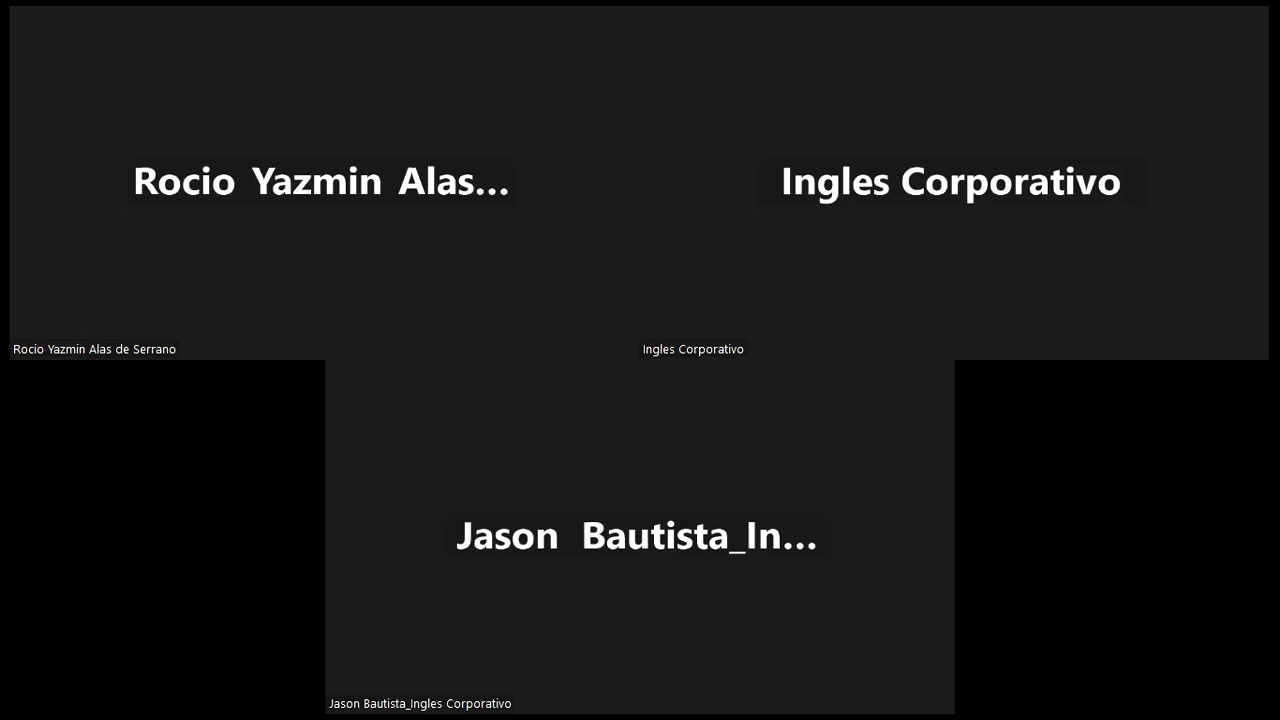 Rocio Yazmin Alas...
Ingles Corporativo
Rocio Yazmin Alas de Serrano
Ingles Corporativo
Jason Bautista_In...
Jason Bautista_Ingles Corporativo